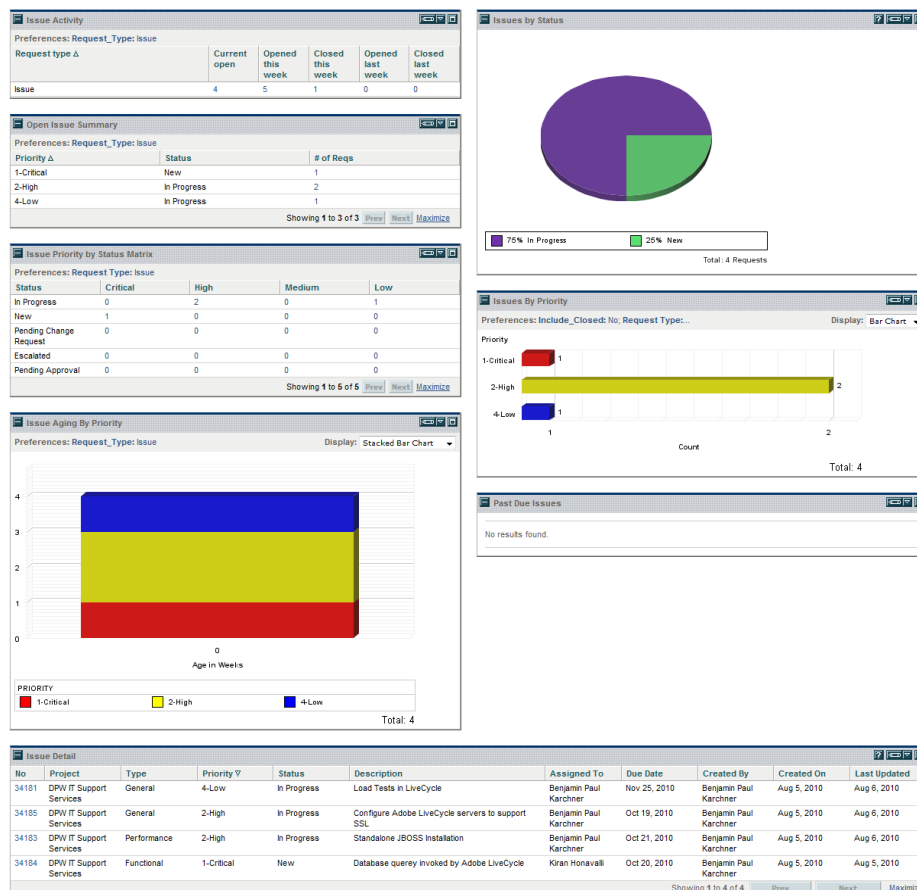 Issue Activity
Preferences: Request_Type: Issue
Request type Current open Opened this week Closed this week Opened last week Closed last week
Issue 4 5 1 0 0
Open Issue Summary
Preferences: Request_Type: Issue
Priority Status # of Reqs
1-Critical New 1
2-High In Progress 2
4-Low In Progress 1
Showing 1 to 3 of 3 Prev Next Maximize
Issue Priority by Status Matrix
Preferences: Request Type: Issue
Status Critical High Medium Low
In Progress 0 2 0 1
New 1 0 0 0
Pending Change Request 0 0 0 0
Escalated 0 0 0 0
Pending Approval 0 0 0 0
Showing 1 to 5 of 5 Prev Next Maximize
Issue Aging By Priority
Preferences: Request_Type: Issue Display: Stacked Bar Chart
4
3
2
1
0
0
Age in Weeks
PRIORITY
1-Critical 2-High 4-Low
Total: 4
Issues by Status
?
75% In Progress 25% New
Total: 4 Requests
Issues By Priority
Preferences: Include_Closed: No; Request Type:... Display: Bar Chart
Priority
1-Critical 1
2-High 2
4-Low 1
1 2
Count
Total: 4
Past Due Issues
No results found.
Issue Detail
?
No Project Type Priority Status Description Assigned To Due Date Created By Created On Last Updated
34181 DPW IT Support Services General 4-Low In Progress Load Tests in LiveCycle Benjamin Paul Karchner Nov 25, 2010 Benjamin Paul Karchner Aug 5, 2010 Aug 6, 2010
34185 DPW IT Support Services General 2-High In Progress Configure Adobe LiveCycle servers to support SSL Benjamin Paul Karchner Oct 19, 2010 Benjamin Paul Karchner Aug 5, 2010 Aug 6, 2010
34183 DPW IT Support Services Performance 2-High In Progress Standalone JBOSS Installation Benjamin Paul Karchner Oct 21, 2010 Benjamin Paul Karchner Aug 5, 2010 Aug 6, 2010
34184 DPW IT Support Services Functional 1-Critical New Database querey invoked by Adobe LiveCycle Kiran Honavalli Oct 20, 2010 Benjamin Paul Karchner Aug 5, 2010 Aug 5, 2010
Showing 1 to 4 of 4 Prev Next Maximiz